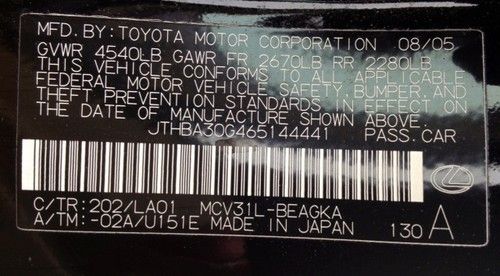 MFD. BY: TOYOTA MOTOR CORPORATION 08/05
GVWR 4540LB GAWR FR 2670LB RR 2280LB
THIS VEHICLE CONFORMS TO ALL APPLICABLE
FEDERAL MOTOR VEHICLE SAFETY, BUMPER, AND
THEFT PREVENTION STANDARDS IN EFFECT ON
THE DATE OF MANUFACTURE SHOWN ABOVE.
JTHBA30G465144441 PASS.CAR
C/TR:202/LA01 MCV31L-BEAGKA
A/TM:-02A/U151E MADE IN JAPAN 130 A